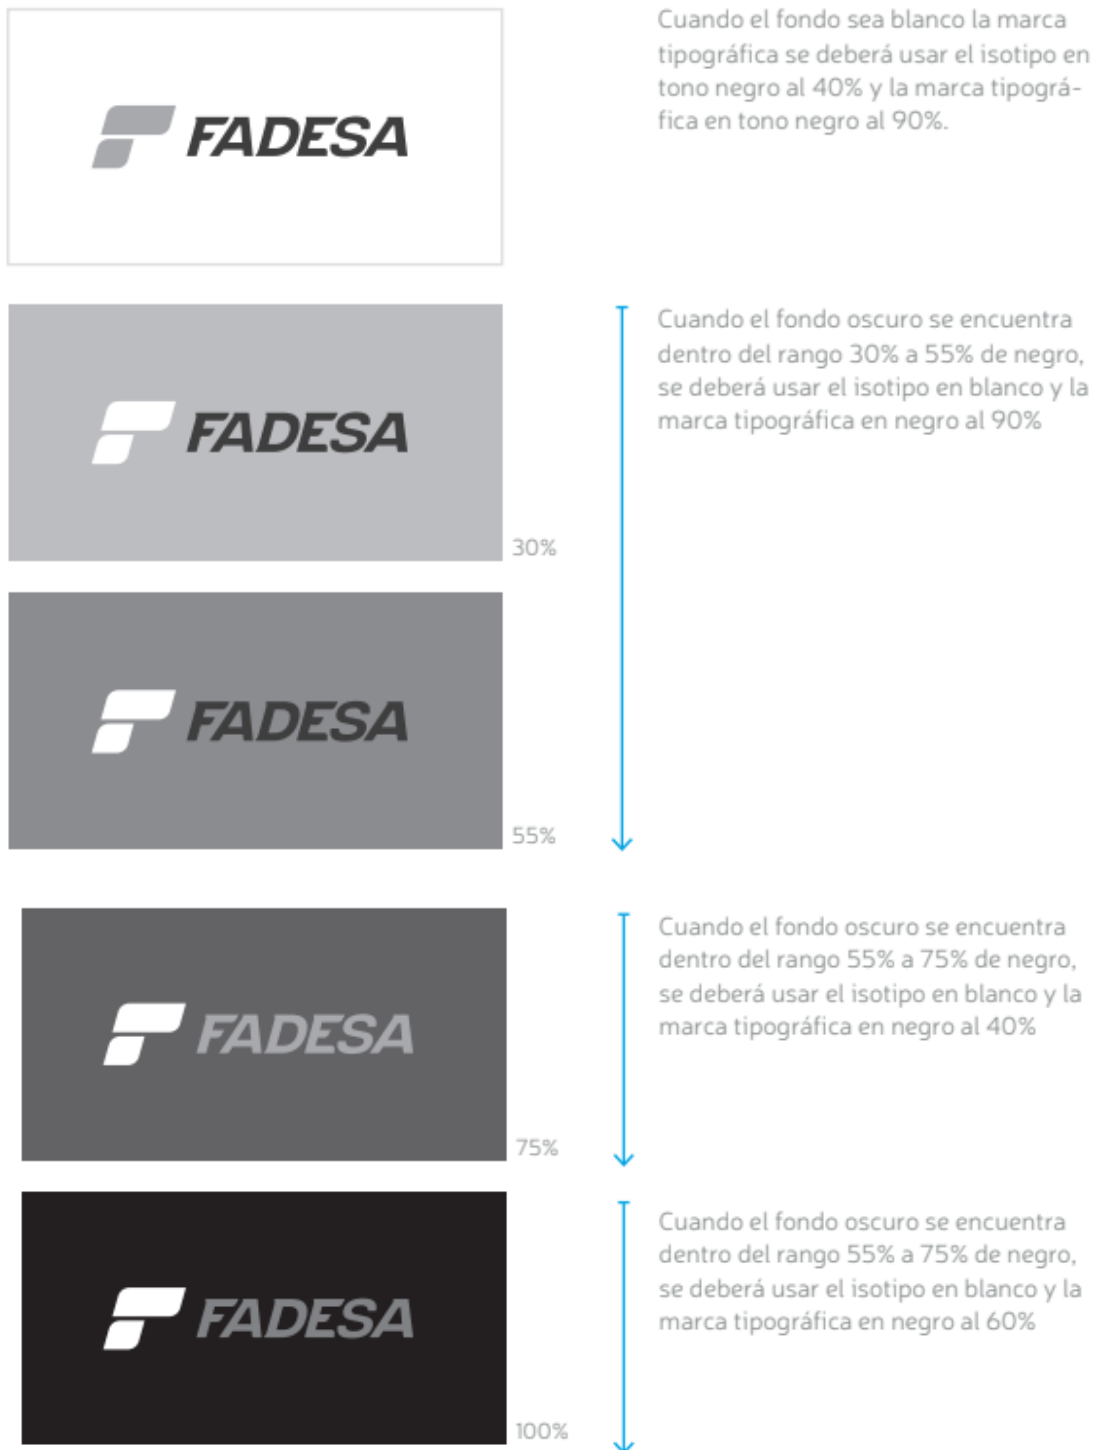 Cuando el fondo sea blanco la marca
tipográfica se deberá usar el isotipo en
tono negro al 40% y la marca tipográ-
fica en tono negro al 90%.
FADESA
Cuando el fondo oscuro se encuentra
dentro del rango 30% a 55% de negro,
se deberá usar el isotipo en blanco y la
marca tipográfica en negro al 90%
FADESA
30%
FADESA
55%
Cuando el fondo oscuro se encuentra
dentro del rango 55% a 75% de negro,
se deberá usar el isotipo en blanco y la
marca tipográfica en negro al 40%
FADESA
75%
Cuando el fondo oscuro se encuentra
dentro del rango 55% a 75% de negro,
se deberá usar el isotipo en blanco y la
marca tipográfica en negro al 60%
FADESA
100%